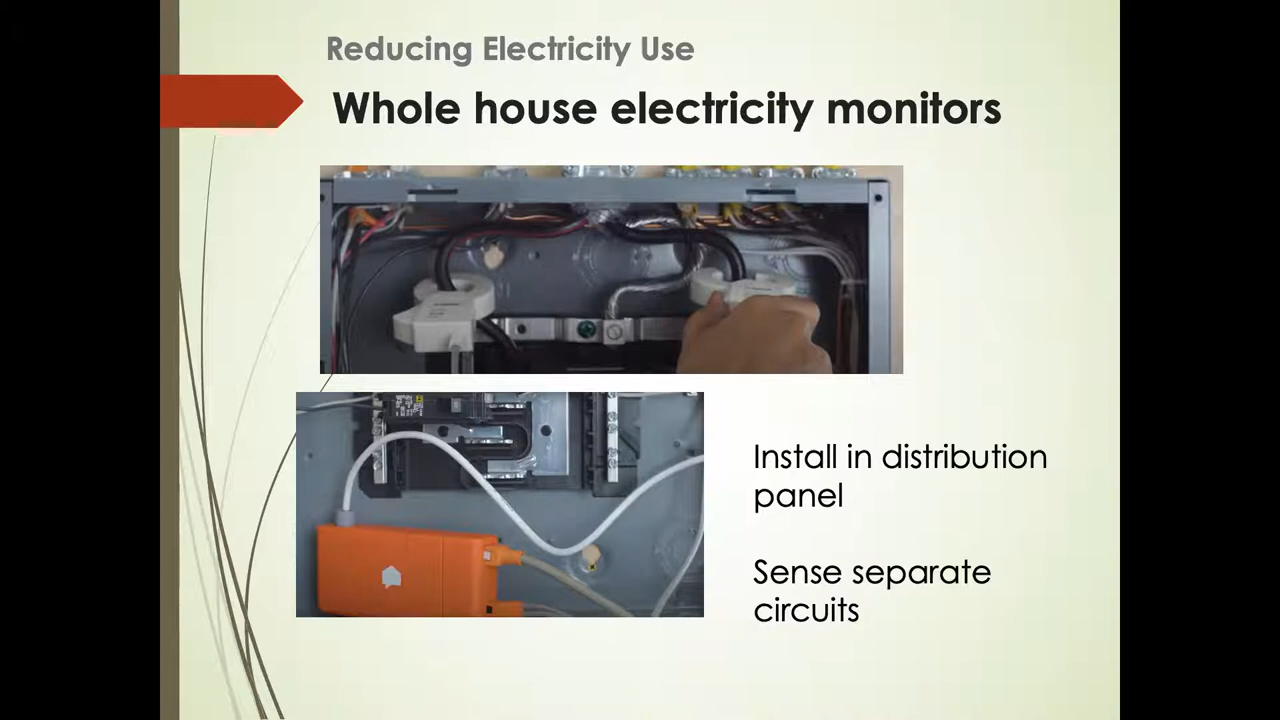 Reducing Electricity Use
Whole house electricity monitors
Install in distribution
panel
Sense separate
circuits